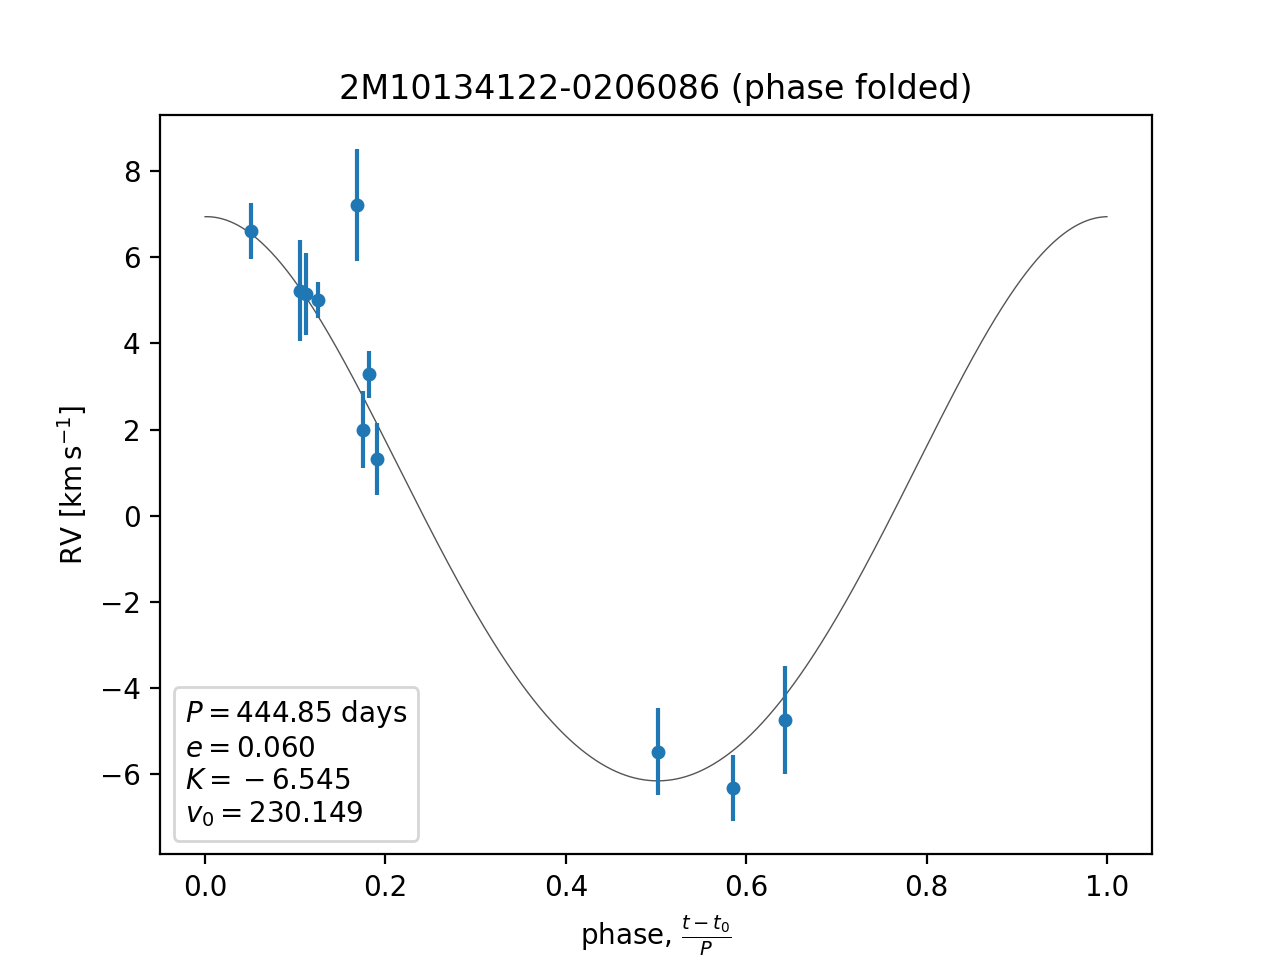 2M10134122-0206086 (phase folded)
RV [km s⁻¹]
8
6
4
2
0
−2
−4
−6
P = 444.85 days
e = 0.060
K = − 6.545
v₀ = 230.149
0.0 0.2 0.4 0.6 0.8 1.0
phase, (t − t₀)/P